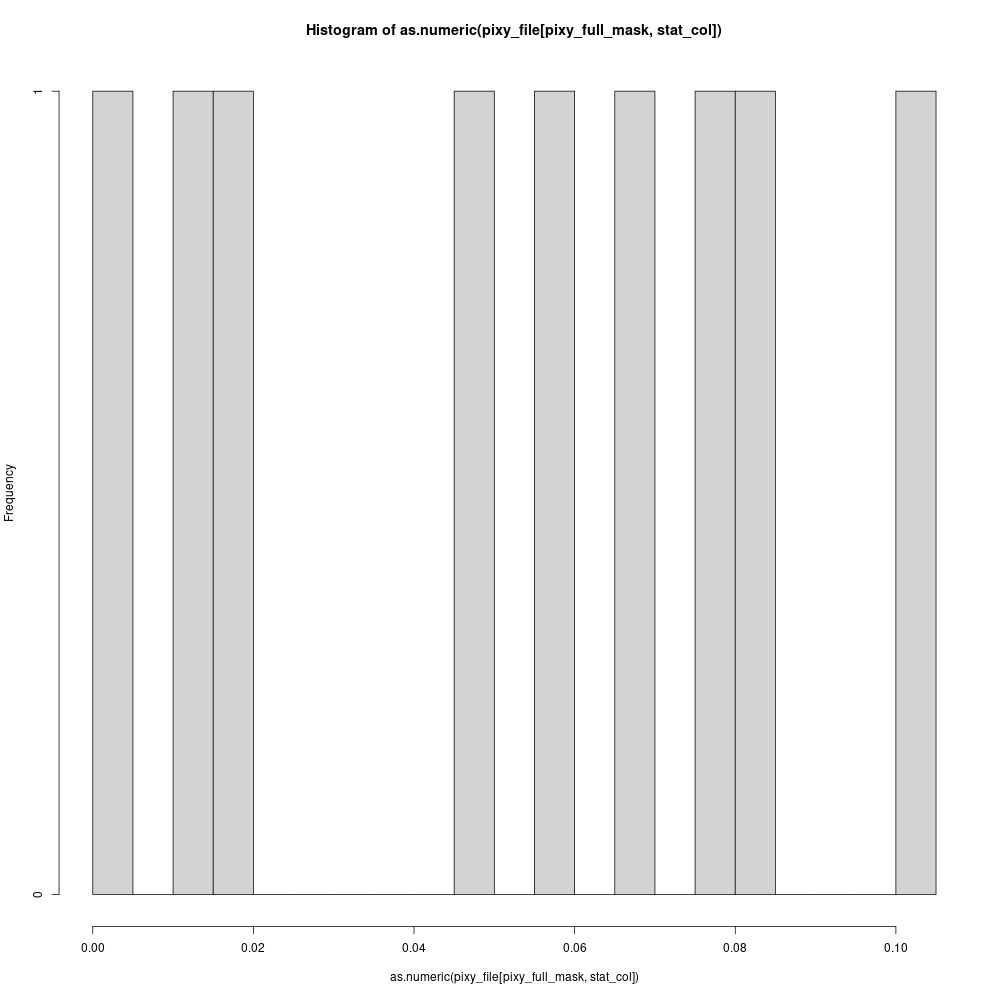 Histogram of as.numeric(pixy_file[pixy_full_mask, stat_col])
Frequency
1
0
0.00 0.02 0.04 0.06 0.08 0.10
as.numeric(pixy_file[pixy_full_mask, stat_col])